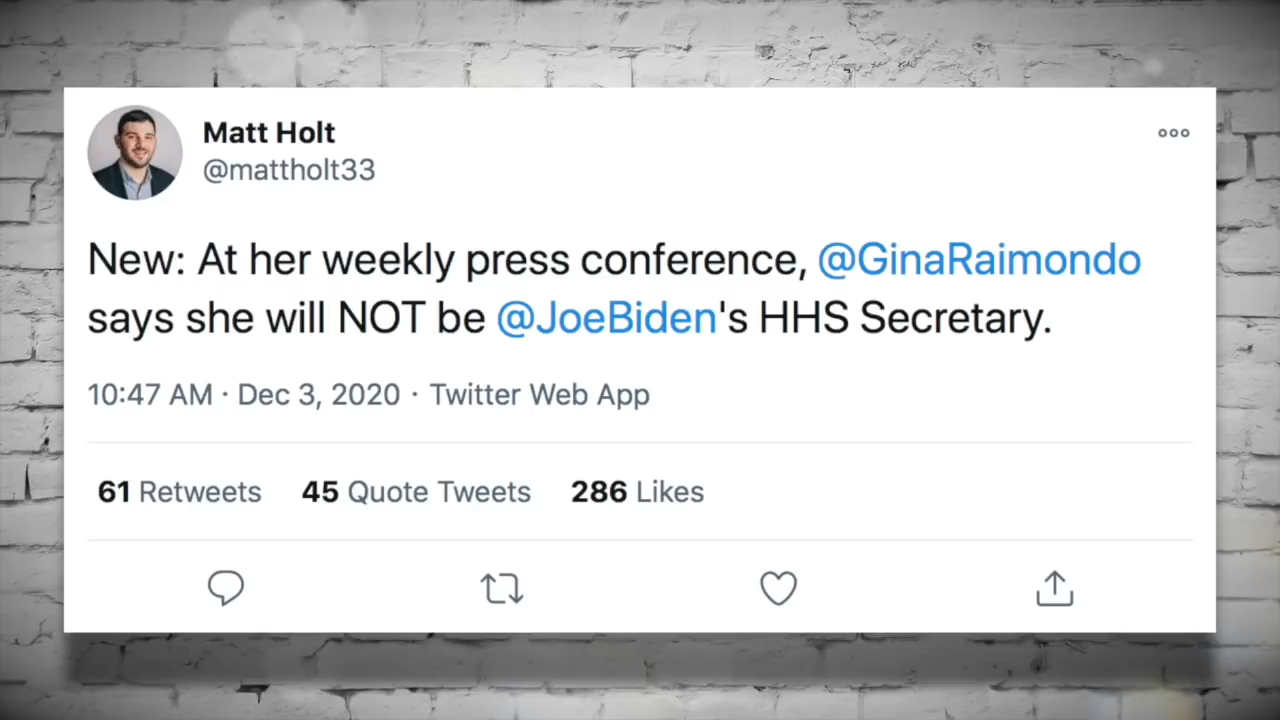 Matt Holt
@mattholt33
New: At her weekly press conference, @GinaRaimondo
says she will NOT be @JoeBiden's HHS Secretary.
10:47 AM · Dec 3, 2020 · Twitter Web App
61 Retweets 45 Quote Tweets 286 Likes